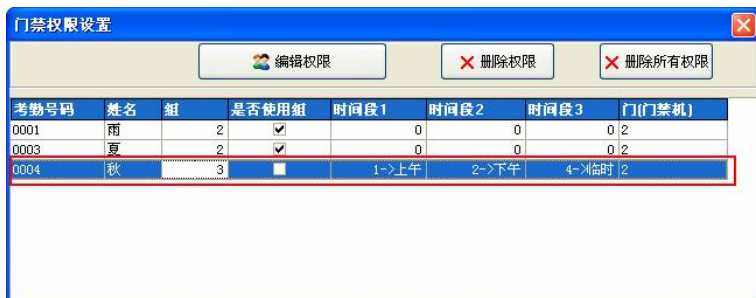 门禁权限设置
编辑权限 删除权限 删除所有权限
考勤号码 姓名 组 是否使用组 时间段1 时间段2 时间段3 门(门禁机)
0001 雨 2 0 0 0 2
0003 夏 2 0 0 0 2
0004 秋 3 1->上午 2->下午 4->临时 2